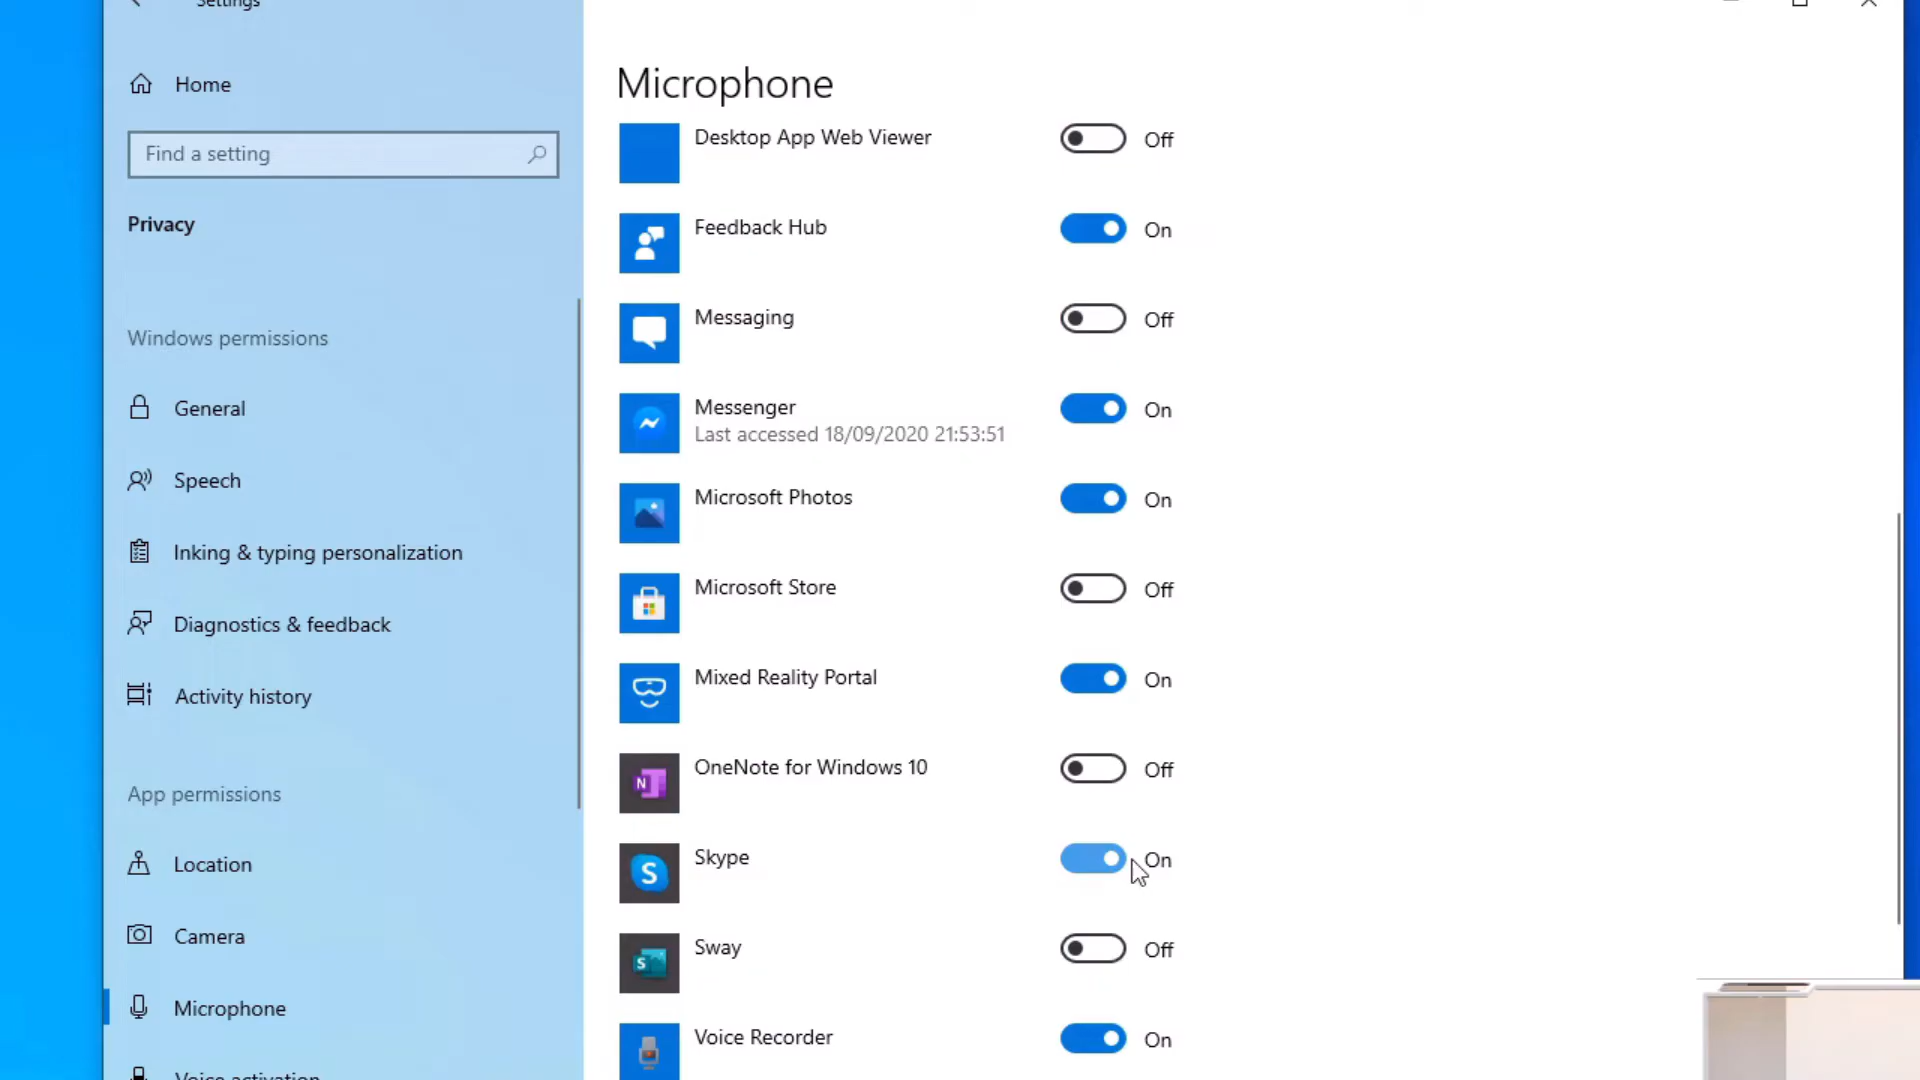 Settings
Home
Find a setting
Privacy
Windows permissions
General
Speech
Inking & typing personalization
Diagnostics & feedback
Activity history
App permissions
Location
Camera
Microphone
Voice activation
Microphone
Desktop App Web Viewer
Off
Feedback Hub
On
Messaging
Off
Messenger
Last accessed 18/09/2020 21:53:51
On
Microsoft Photos
On
Microsoft Store
Off
Mixed Reality Portal
On
OneNote for Windows 10
Off
Skype
On
Sway
Off
Voice Recorder
On